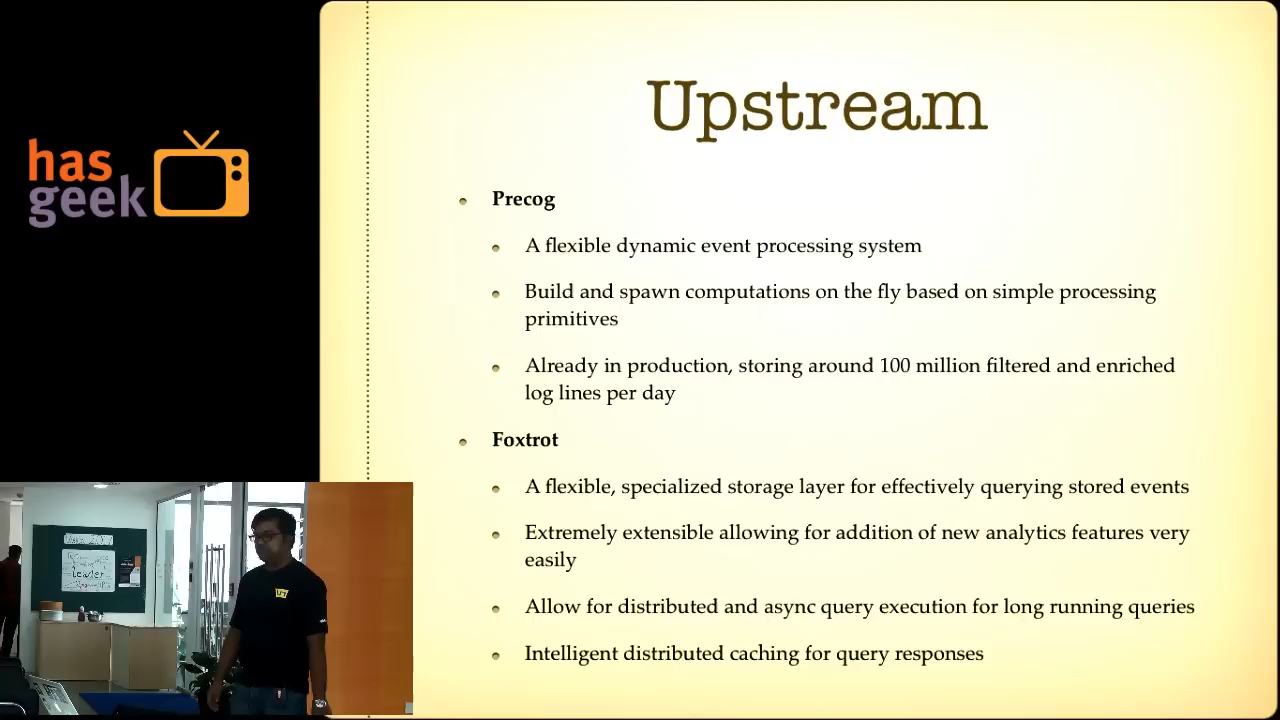 has
geek
Upstream
Precog
A flexible dynamic event processing system
Build and spawn computations on the fly based on simple processing
primitives
Already in production, storing around 100 million filtered and enriched
log lines per day
Foxtrot
A flexible, specialized storage layer for effectively querying stored events
Extremely extensible allowing for addition of new analytics features very
easily
Allow for distributed and async query execution for long running queries
Intelligent distributed caching for query responses
Leader